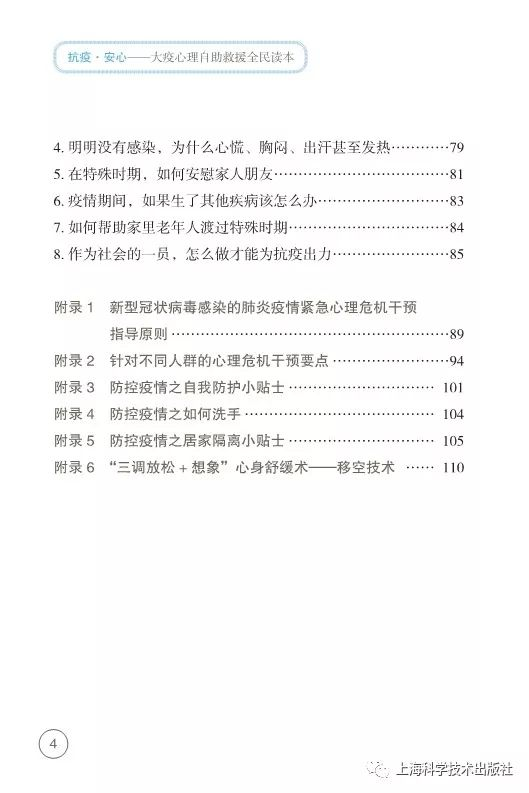 抗疫·安心——大疫心理自助救援全民读本
4. 明明没有感染，为什么心慌、胸闷、出汗甚至发热············79
5. 在特殊时期，如何安慰家人朋友··························81
6. 疫情期间，如果生了其他疾病该怎么办····················83
7. 如何帮助家里老年人渡过特殊时期························84
8. 作为社会的一员，怎么做才能为抗疫出力··················85
附录 1 新型冠状病毒感染的肺炎疫情紧急心理危机干预
指导原则················································89
附录 2 针对不同人群的心理危机干预要点····················94
附录 3 防控疫情之自我防护小贴士························ 101
附录 4 防控疫情之如何洗手······························ 104
附录 5 防控疫情之居家隔离小贴士························ 105
附录 6 “三调放松 + 想象”心身舒缓术——移空技术 ······ 110
4
上海科学技术出版社